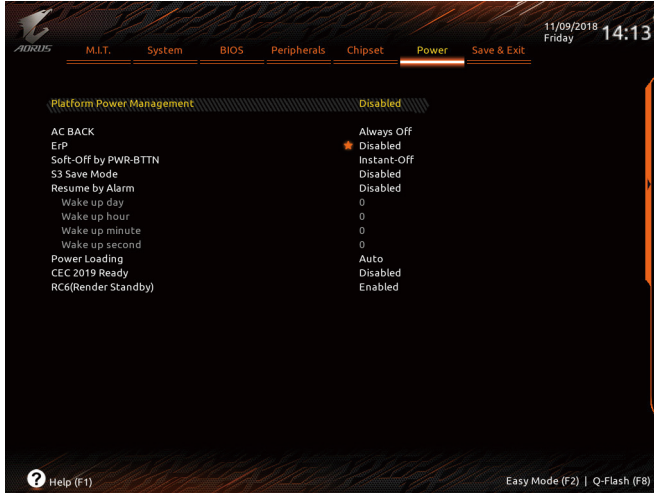 11/09/2018
Friday
14:13
AORUS
M.I.T. System BIOS Peripherals Chipset Power Save & Exit
Platform Power Management Disabled
AC BACK Always Off
ErP Disabled
Soft-Off by PWR-BTTN Instant-Off
S3 Save Mode Disabled
Resume by Alarm Disabled
Wake up day 0
Wake up hour 0
Wake up minute 0
Wake up second 0
Power Loading Auto
CEC 2019 Ready Disabled
RC6(Render Standby) Enabled
? Help (F1) Easy Mode (F2) | Q-Flash (F8)